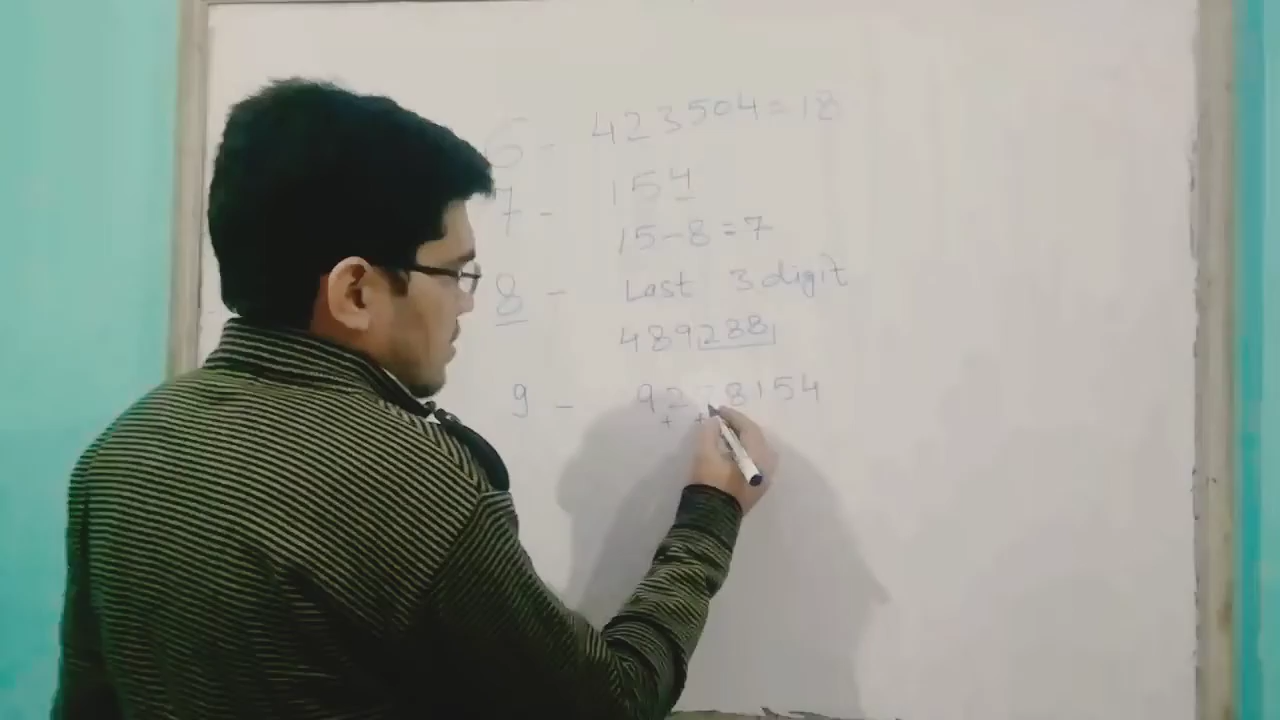 6 - 423504 = 18
7 - 154
15-8=7
8 - Last 3 digit
489288
9 - 92 8154
+ +